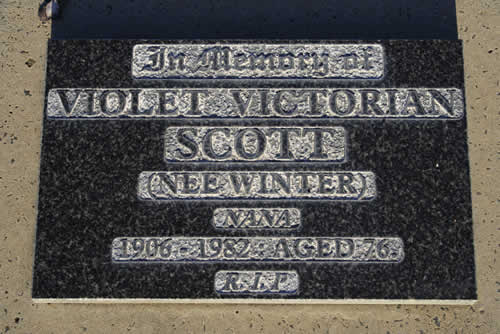 In Memory of
VIOLET VICTORIAN
SCOTT
(NEE WINTER)
NANA
1906 - 1982 · AGED 76.
R.I.P